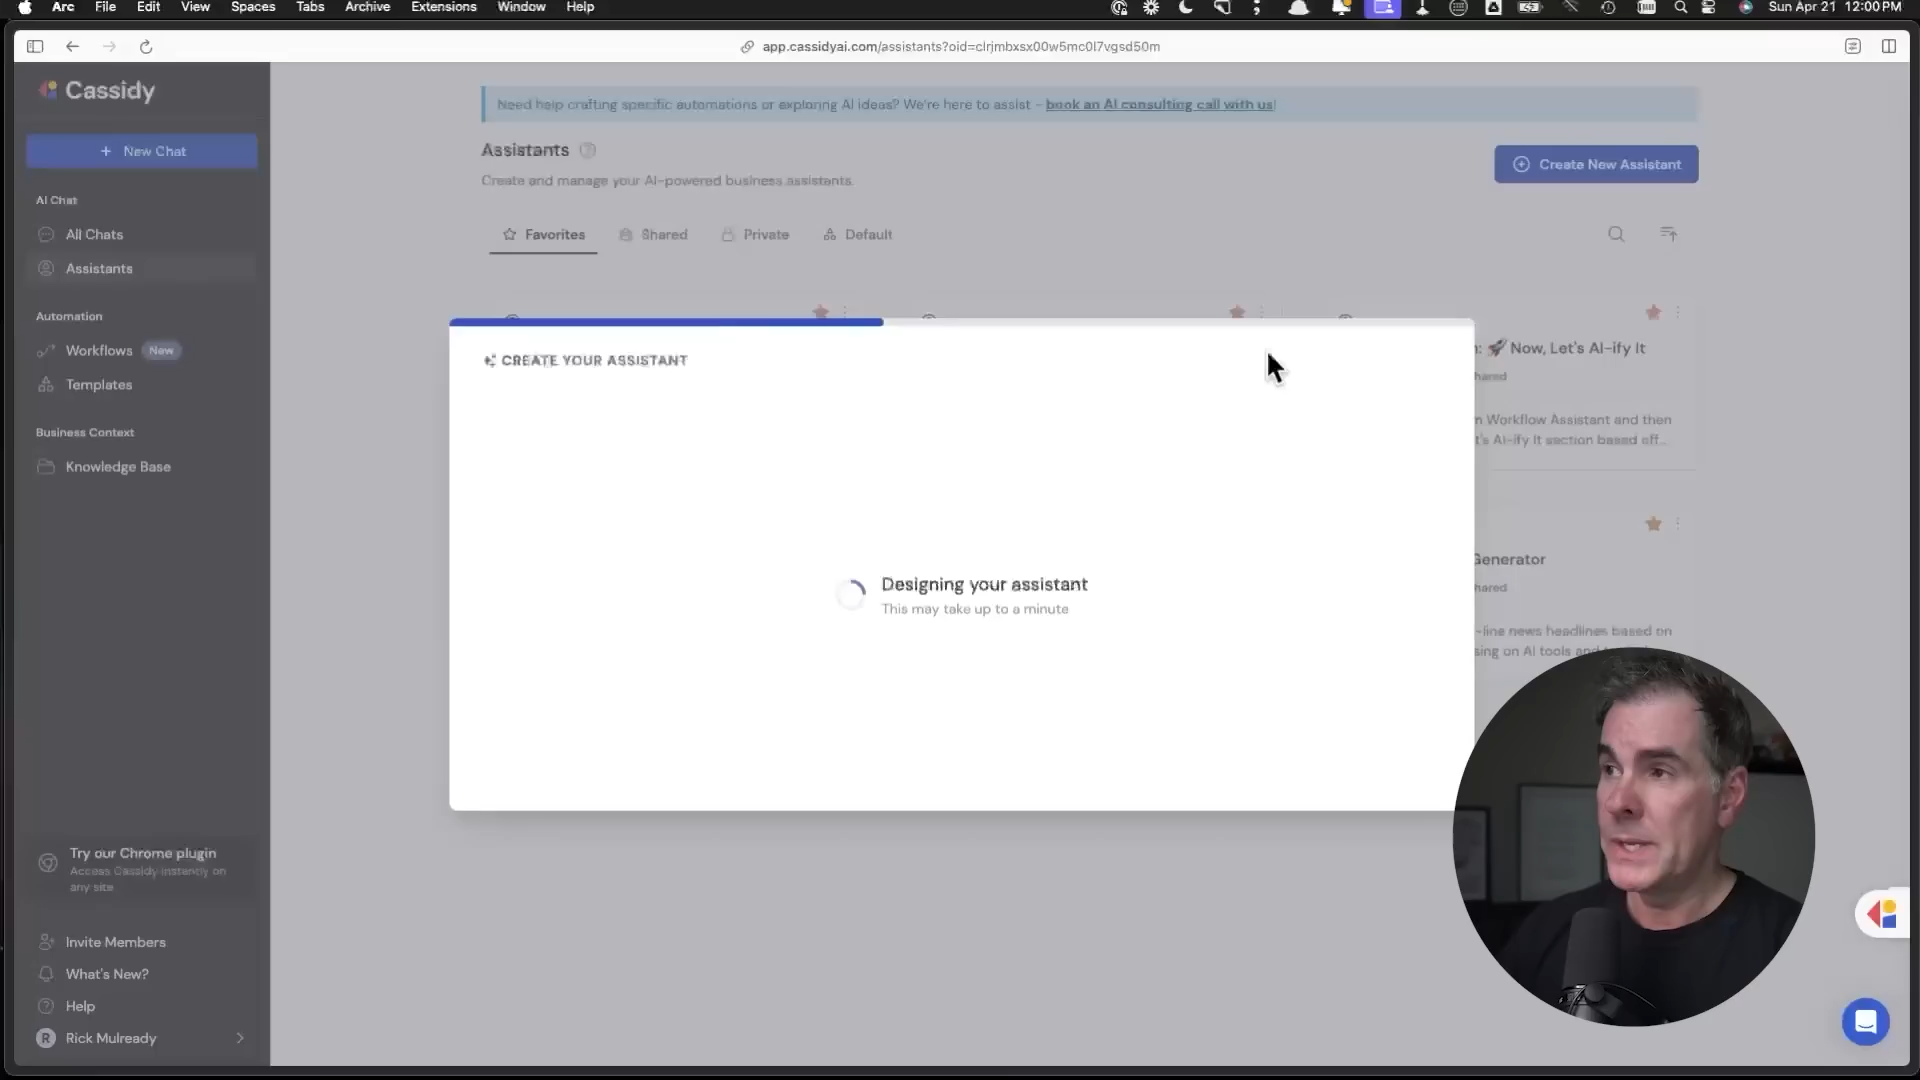 Arc File Edit View Spaces Tabs Archive Extensions Window Help Sun Apr 21 12:00 PM
app.cassidyai.com/assistants?oid=clrjmbxsx00w5mc0l7vgsd50m
Cassidy
Need help crafting specific automations or exploring AI ideas? We're here to assist - book an AI consulting call with us!
+ New Chat
Assistants
Create New Assistant
Create and manage your AI-powered business assistants.
AI Chat
All Chats
Favorites Shared Private Default
Assistants
Automation
Workflows New
Templates
Business Context
Knowledge Base
CREATE YOUR ASSISTANT
Designing your assistant
This may take up to a minute
Now, Let's AI-ify It
hared
n Workflow Assistant and then
t's AI-ify It section based off...
Generator
hared
-line news headlines based on
sing on AI tools and
Try our Chrome plugin
Access Cassidy instantly on
any site
Invite Members
What's New?
Help
R Rick Mulready